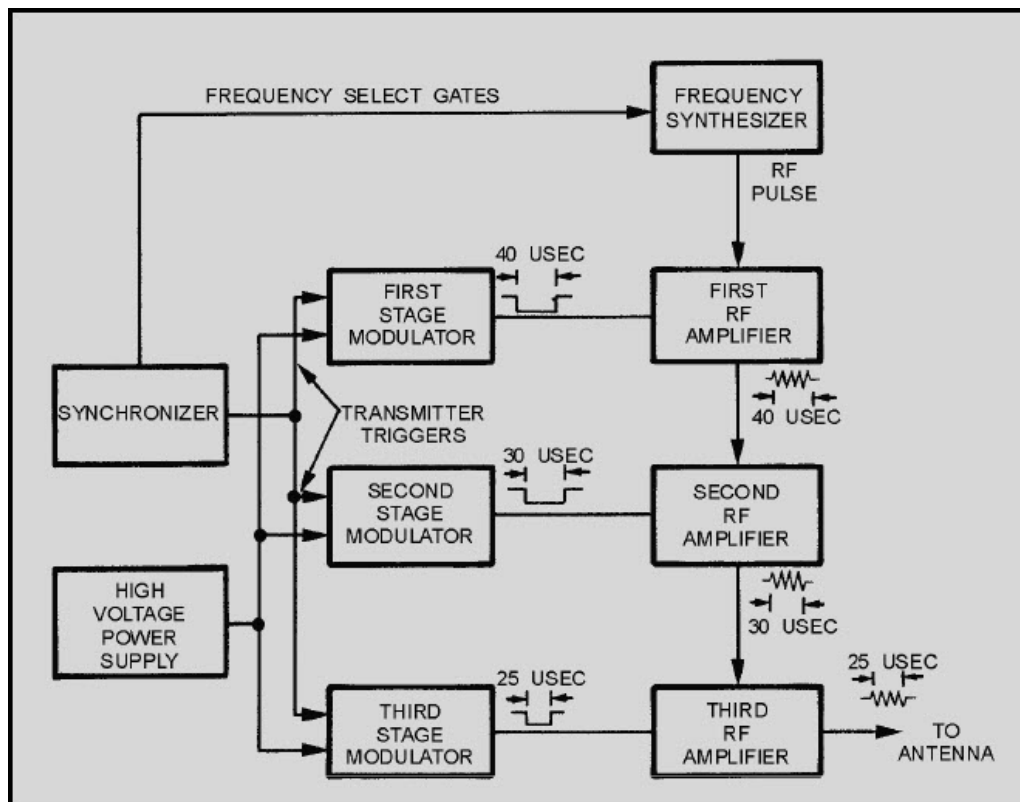 FREQUENCY SELECT GATES
FREQUENCY
SYNTHESIZER
RF
PULSE
40 USEC
FIRST
STAGE
MODULATOR
FIRST
RF
AMPLIFIER
40 USEC
SYNCHRONIZER
TRANSMITTER
TRIGGERS
30 USEC
SECOND
STAGE
MODULATOR
SECOND
RF
AMPLIFIER
30 USEC
HIGH
VOLTAGE
POWER
SUPPLY
25 USEC
THIRD
STAGE
MODULATOR
THIRD
RF
AMPLIFIER
25 USEC
TO
ANTENNA